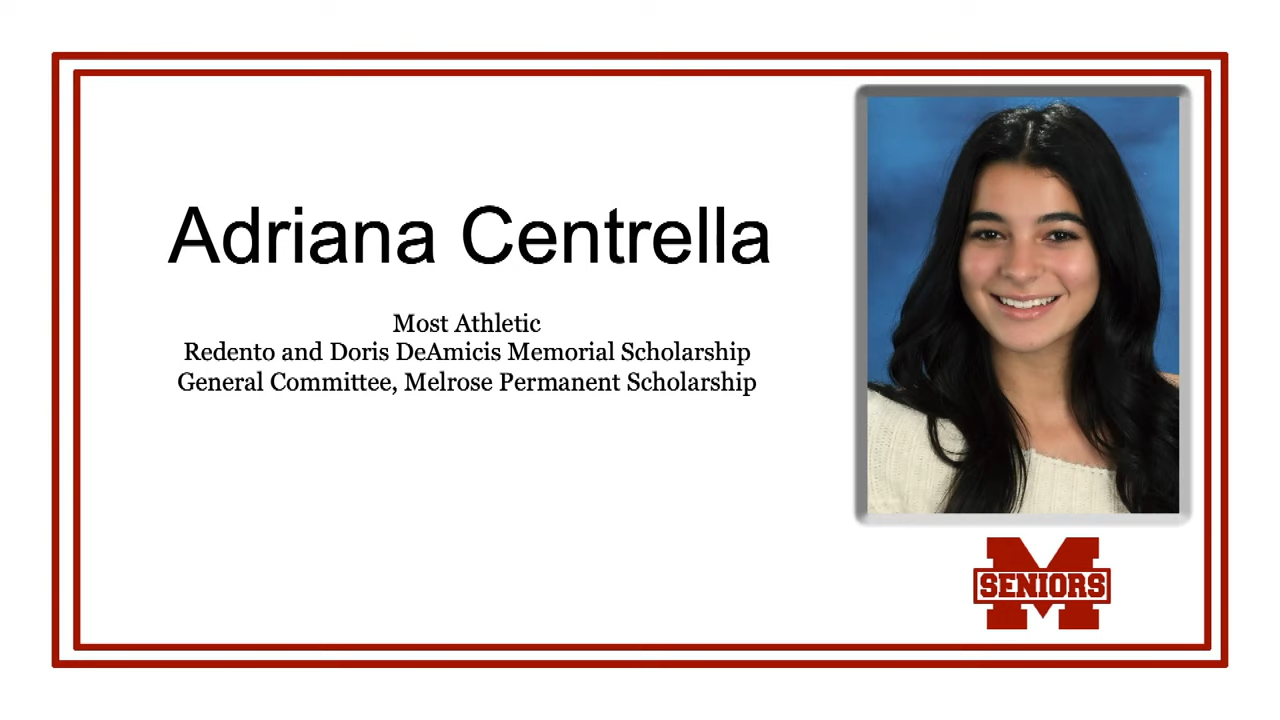 Adriana Centrella
Most Athletic
Redento and Doris DeAmicis Memorial Scholarship
General Committee, Melrose Permanent Scholarship
M
SENIORS